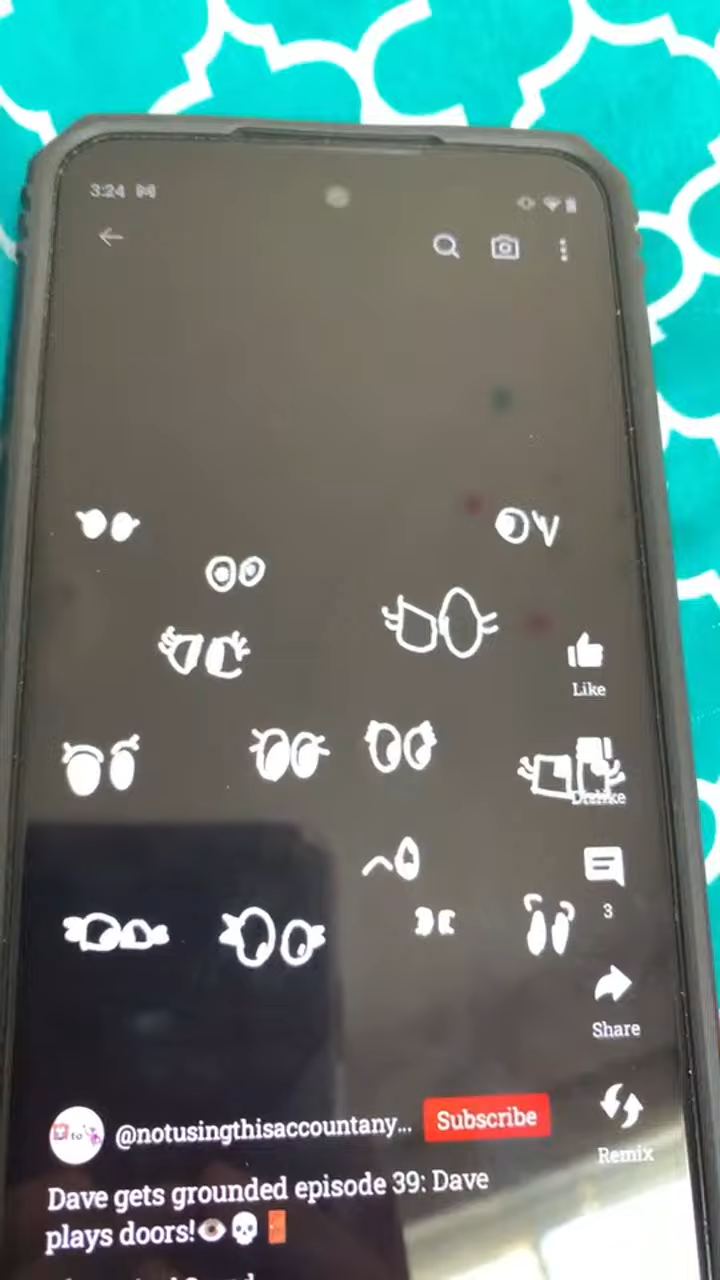 3:24
Like
Dislike
3
Share
@notusingthisaccountany...
Subscribe
Remix
Dave gets grounded episode 39: Dave
plays doors!👁️💀🚪